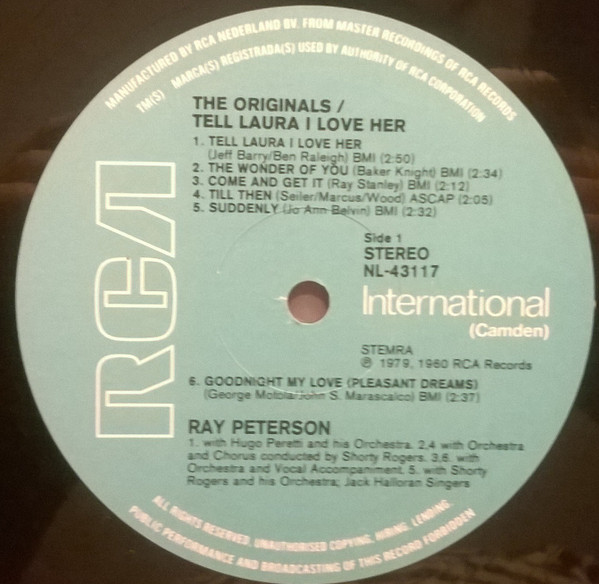 MANUFACTURED BY RCA NEDERLAND BV. FROM MASTER RECORDINGS OF RCA RECORDS
TM(S) MARCA(S) REGISTRADA(S) USED BY AUTHORITY OF RCA CORPORATION
THE ORIGINALS /
TELL LAURA I LOVE HER
1. TELL LAURA I LOVE HER
(Jeff Barry/Ben Raleigh) BMI (2:50)
2. THE WONDER OF YOU (Baker Knight) BMI (2:34)
3. COME AND GET IT (Ray Stanley) BMI (2:12)
4. TILL THEN (Seiler/Marcus/Wood) ASCAP (2:05)
5. SUDDENLY (Jo Ann Belvin) BMI (2:32)
RCA
Side 1
STEREO
NL-43117
International
(Camden)
STEMRA
℗ 1979, 1960 RCA Records
6. GOODNIGHT MY LOVE (PLEASANT DREAMS)
(George Motola/John S. Marascalco) BMI (2:37)
RAY PETERSON
1. with Hugo Peretti and his Orchestra. 2,4 with Orchestra
and Chorus conducted by Shorty Rogers. 3,6. with
Orchestra and Vocal Accompaniment. 5. with Shorty
Rogers and his Orchestra; Jack Halloran Singers
ALL RIGHTS RESERVED. UNAUTHORISED COPYING, HIRING, LENDING,
PUBLIC PERFORMANCE AND BROADCASTING OF THIS RECORD FORBIDDEN